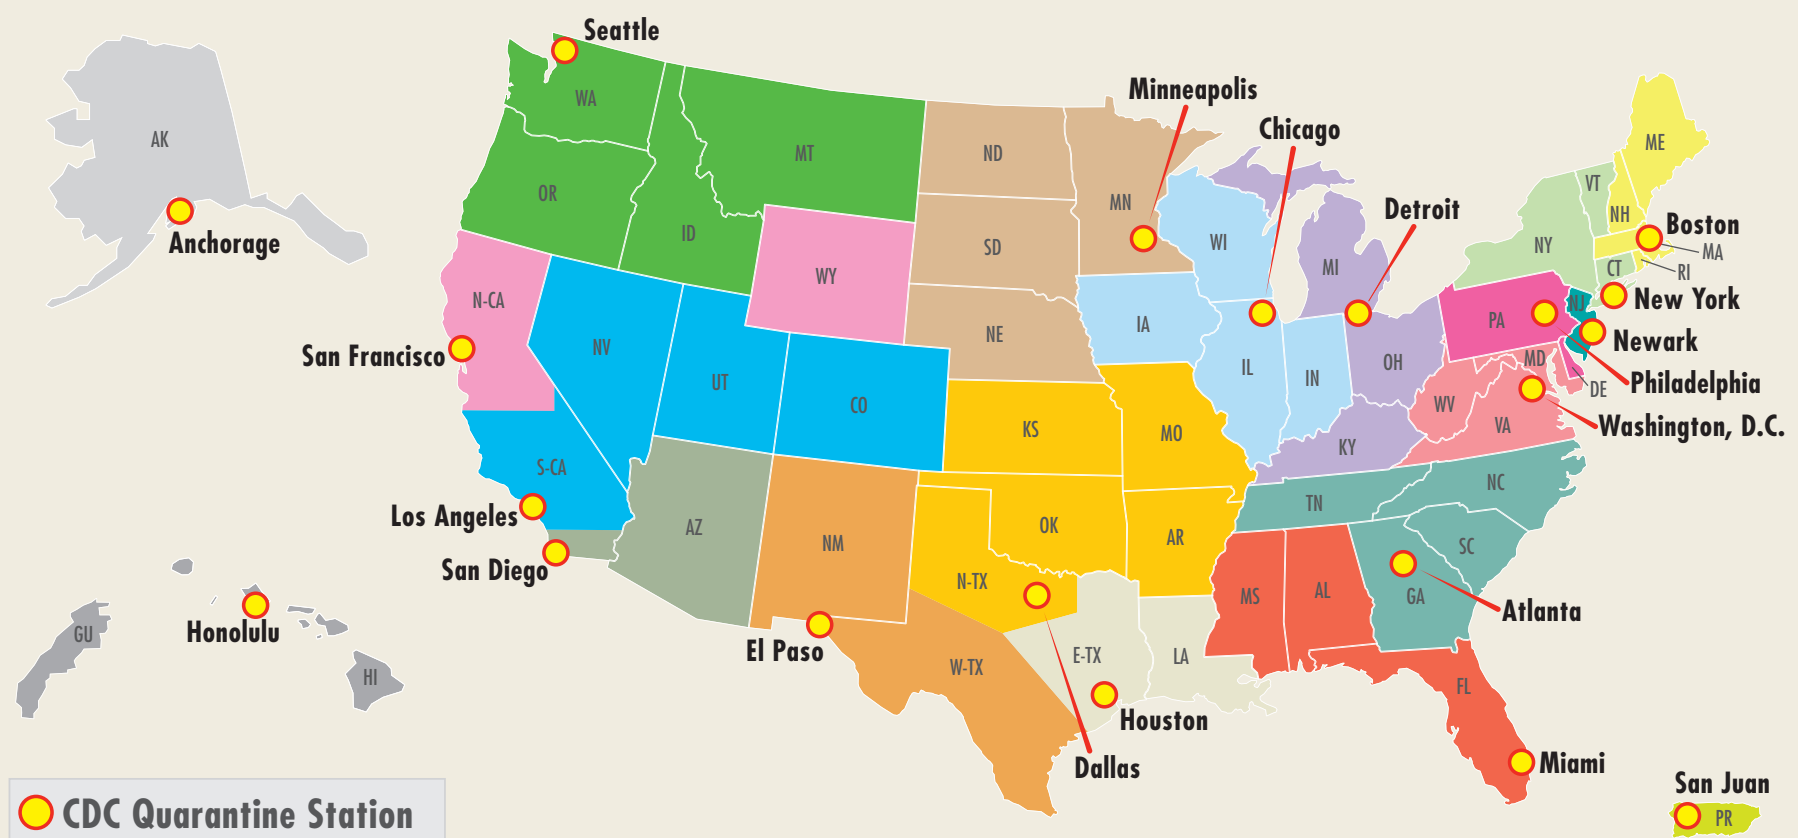 Seattle
WA
Minneapolis
Chicago
AK
MT
ND
ME
VT
OR
MN
NH
Detroit
Boston
Anchorage
ID
SD
WI
NY
MA
WY
MI
CT
RI
N-CA
New York
NJ
IA
PA
NE
San Francisco
NV
Newark
MD
OH
IL
UT
IN
Philadelphia
DE
CO
WV
Washington, D.C.
VA
KS
MO
KY
S-CA
NC
TN
Los Angeles
AZ
OK
AR
NM
SC
San Diego
N-TX
AL
MS
GA
Atlanta
GU
Honolulu
El Paso
E-TX
LA
W-TX
HI
FL
Houston
Dallas
Miami
San Juan
PR
CDC Quarantine Station